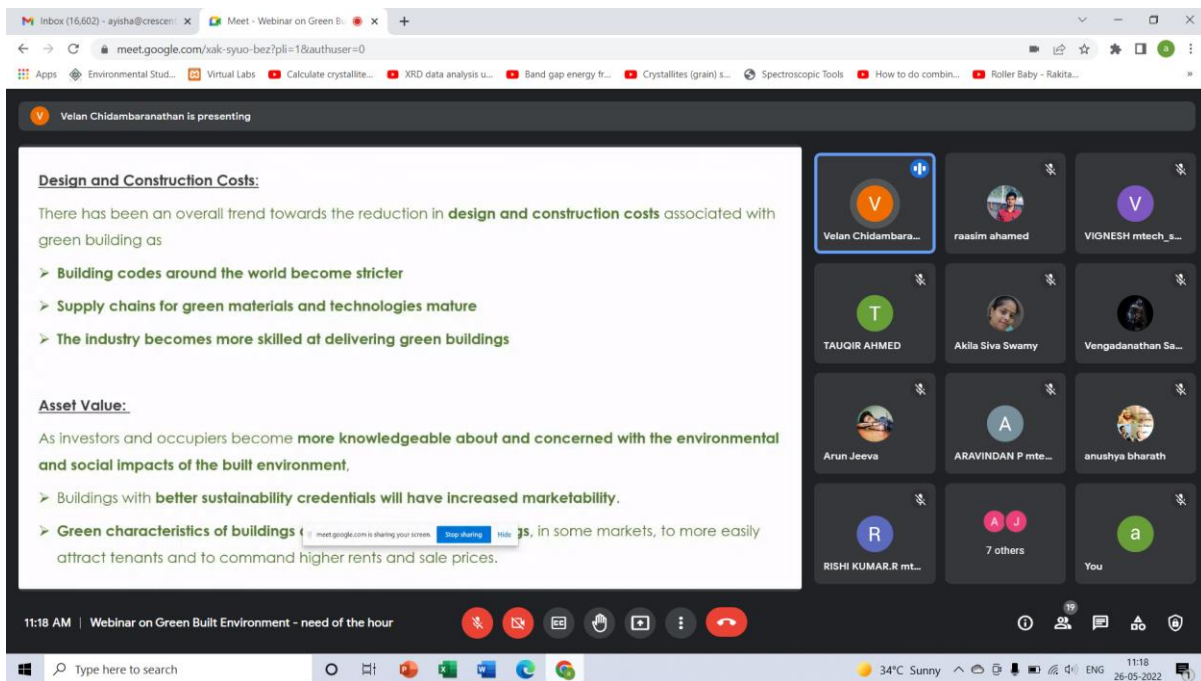 Inbox (16,602) - ayisha@crescent
Meet - Webinar on Green Bu
meet.google.com/xak-syuo-bez?pli=1&authuser=0
Apps Environmental Stud... Virtual Labs Calculate crystallite... XRD data analysis u... Band gap energy fr... Crystallites (grain) s... Spectroscopic Tools How to do combin... Roller Baby - Rakita...
V Velan Chidambaranathan is presenting
Design and Construction Costs:
There has been an overall trend towards the reduction in design and construction costs associated with
green building as
➢ Building codes around the world become stricter
➢ Supply chains for green materials and technologies mature
➢ The industry becomes more skilled at delivering green buildings
Asset Value:
As investors and occupiers become more knowledgeable about and concerned with the environmental
and social impacts of the built environment,
➢ Buildings with better sustainability credentials will have increased marketability.
➢ Green characteristics of buildings gs, in some markets, to more easily
meet.google.com is sharing your screen. Stop sharing Hide
attract tenants and to command higher rents and sale prices.
V
Velan Chidambara...
raasim ahamed
V
VIGNESH mtech_s...
T
TAUQIR AHMED
Akila Siva Swamy
Vengadanathan Sa...
Arun Jeeva
A
ARAVINDAN P mte...
anushya bharath
R
RISHI KUMAR.R mt...
A J
7 others
a
You
11:18 AM | Webinar on Green Built Environment - need of the hour
CC
19
Type here to search
34°C Sunny ENG 11:18
26-05-2022